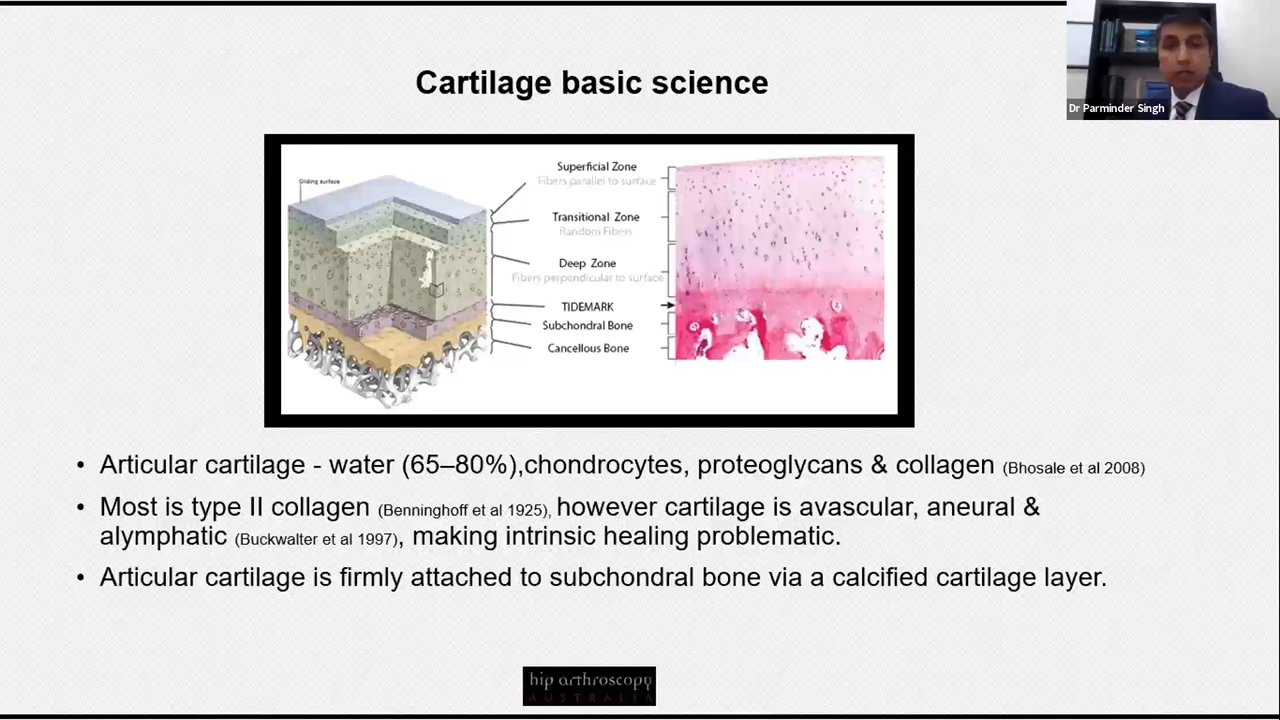 Cartilage basic science
Dr Parminder Singh
Gliding surface
Superficial Zone
Fibers parallel to surface
Transitional Zone
Random Fibers
Deep Zone
Fibers perpendicular to surface
TIDEMARK
Subchondral Bone
Cancellous Bone
• Articular cartilage - water (65–80%),chondrocytes, proteoglycans & collagen (Bhosale et al 2008)
• Most is type II collagen (Benninghoff et al 1925), however cartilage is avascular, aneural &
alymphatic (Buckwalter et al 1997), making intrinsic healing problematic.
• Articular cartilage is firmly attached to subchondral bone via a calcified cartilage layer.
hip arthroscopy
AUSTRALIA